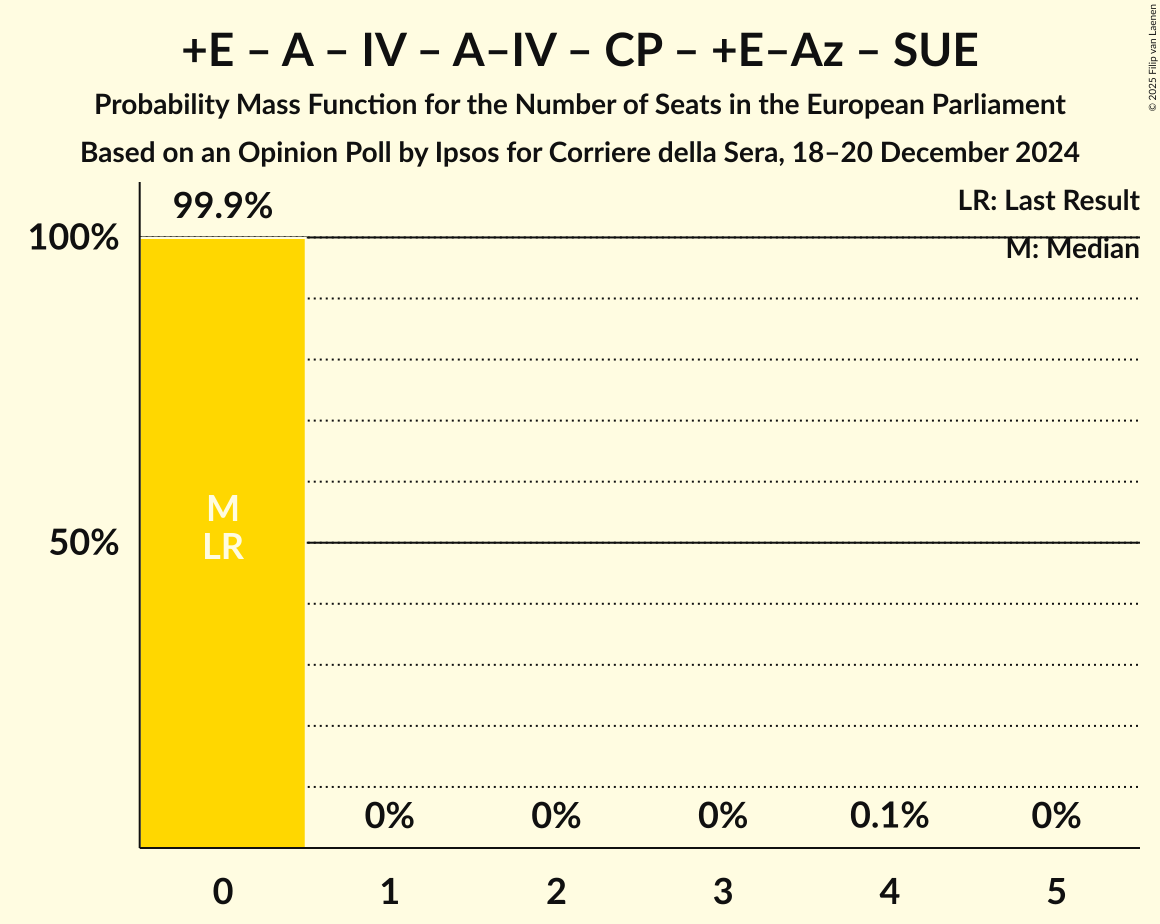 +E – A – IV – A–IV – CP – +E–Az – SUE
Probability Mass Function for the Number of Seats in the European Parliament
Based on an Opinion Poll by Ipsos for Corriere della Sera, 18–20 December 2024
© 2025 Filip van Laenen
LR: Last Result
M: Median
99.9%
100%
50%
M
LR
0% 0% 0% 0.1% 0%
0 1 2 3 4 5